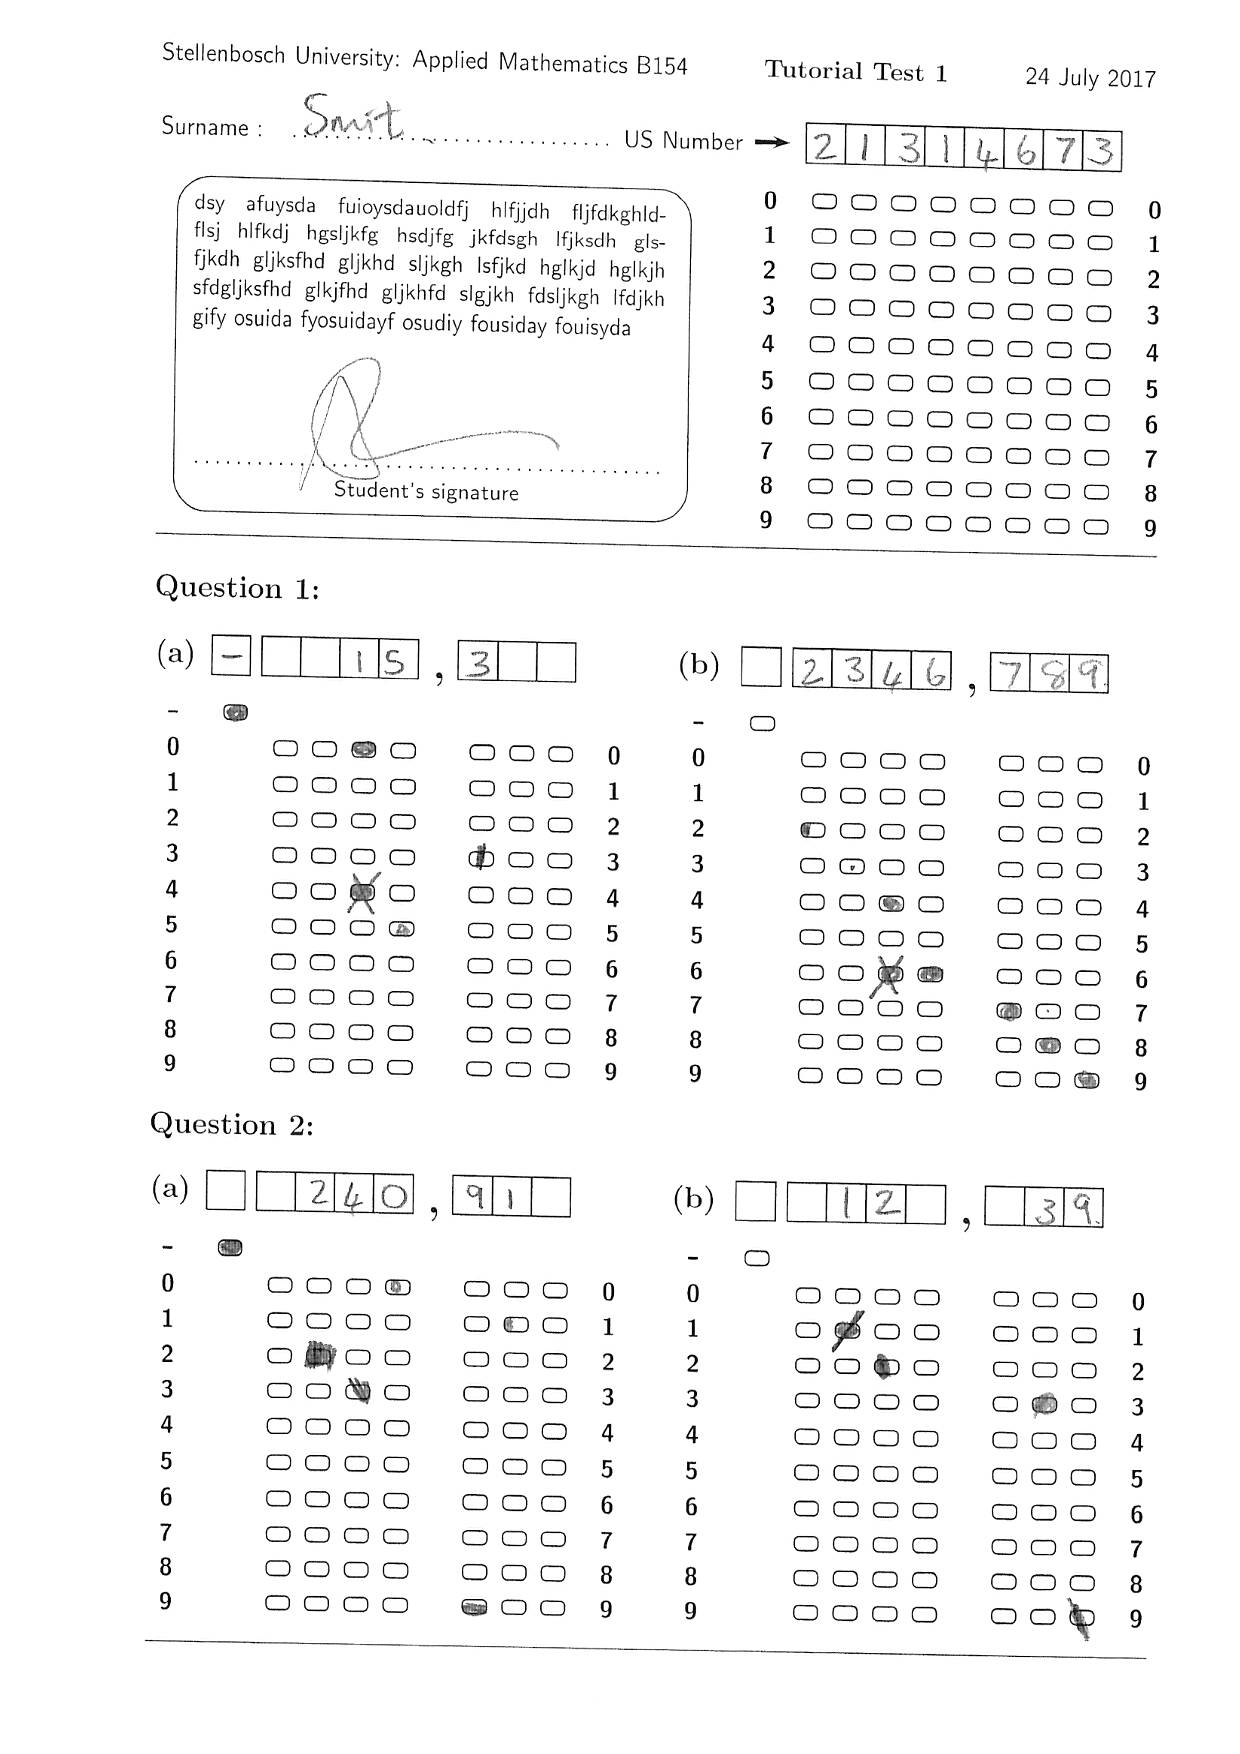 Stellenbosch University: Applied Mathematics B154 Tutorial Test 1 24 July 2017
Surname : Smit US Number → 2 1 3 1 4 6 7 3
dsy afuysda fuioysdauoldfj hlfjjdh fljfdkghld-
flsj hlfkdj hgsljkfg hsdjfg jkfdsgh lfjksdh gls-
fjkdh gljksfhd gljkhd sljkgh lsfjkd hglkjd hglkjh
sfdgljksfhd glkjfhd gljkhfd slgjkh fdsljkgh lfdjkh
gify osuida fyosuidayf osudiy fousiday fouisyda
Student's signature
0 0
1 1
2 2
3 3
4 4
5 5
6 6
7 7
8 8
9 9
Question 1:
(a) - 1 5 , 3 (b) 2 3 4 6 , 7 8 9.
- -
0 0 0 0
1 1 1 1
2 2 2 2
3 3 3 3
4 4 4 4
5 5 5 5
6 6 6 6
7 7 7 7
8 8 8 8
9 9 9 9
Question 2:
(a) 2 4 0 , 9 1 (b) 1 2 , 3 9.
- -
0 0 0 0
1 1 1 1
2 2 2 2
3 3 3 3
4 4 4 4
5 5 5 5
6 6 6 6
7 7 7 7
8 8 8 8
9 9 9 9